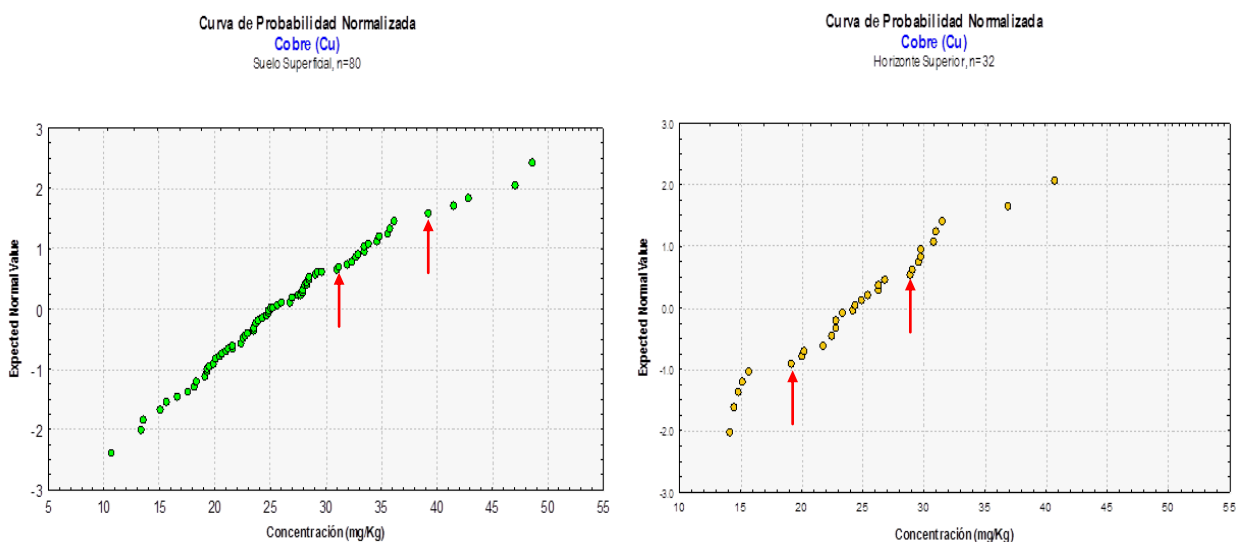 Curva de Probabilidad Normalizada
Cobre (Cu)
Suelo Superficial, n=80
Expected Normal Value
3
2
1
0
-1
-2
-3
5 10 15 20 25 30 35 40 45 50 55
Concentración (mg/Kg)
Curva de Probabilidad Normalizada
Cobre (Cu)
Horizonte Superior, n=32
Expected Normal Value
3.0
2.0
1.0
0.0
-1.0
-2.0
-3.0
10 15 20 25 30 35 40 45 50 55
Concentración (mg/Kg)